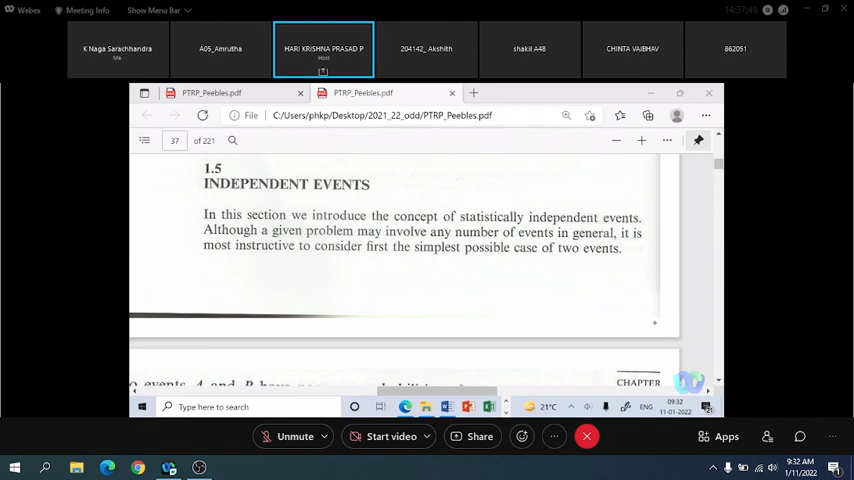 Webex
Meeting Info
Show Menu Bar
14:37:49
K Naga Sarachhandra
Me
A05_Amrutha
HARI KRISHNA PRASAD P
Host
204142_ Akshith
shakil A48
CHINTA VAIBHAV
862051
PTRP_Peebles.pdf
PTRP_Peebles.pdf
File
C:/Users/phkp/Desktop/2021_22_odd/PTRP_Peebles.pdf
37
of 221
1.5
INDEPENDENT EVENTS
In this section we introduce the concept of statistically independent events.
Although a given problem may involve any number of events in general, it is
most instructive to consider first the simplest possible case of two events.
CHAPTER
Type here to search
21°C
ENG
09:32
11-01-2022
21
Unmute
Start video
Share
Apps
9:32 AM
1/11/2022